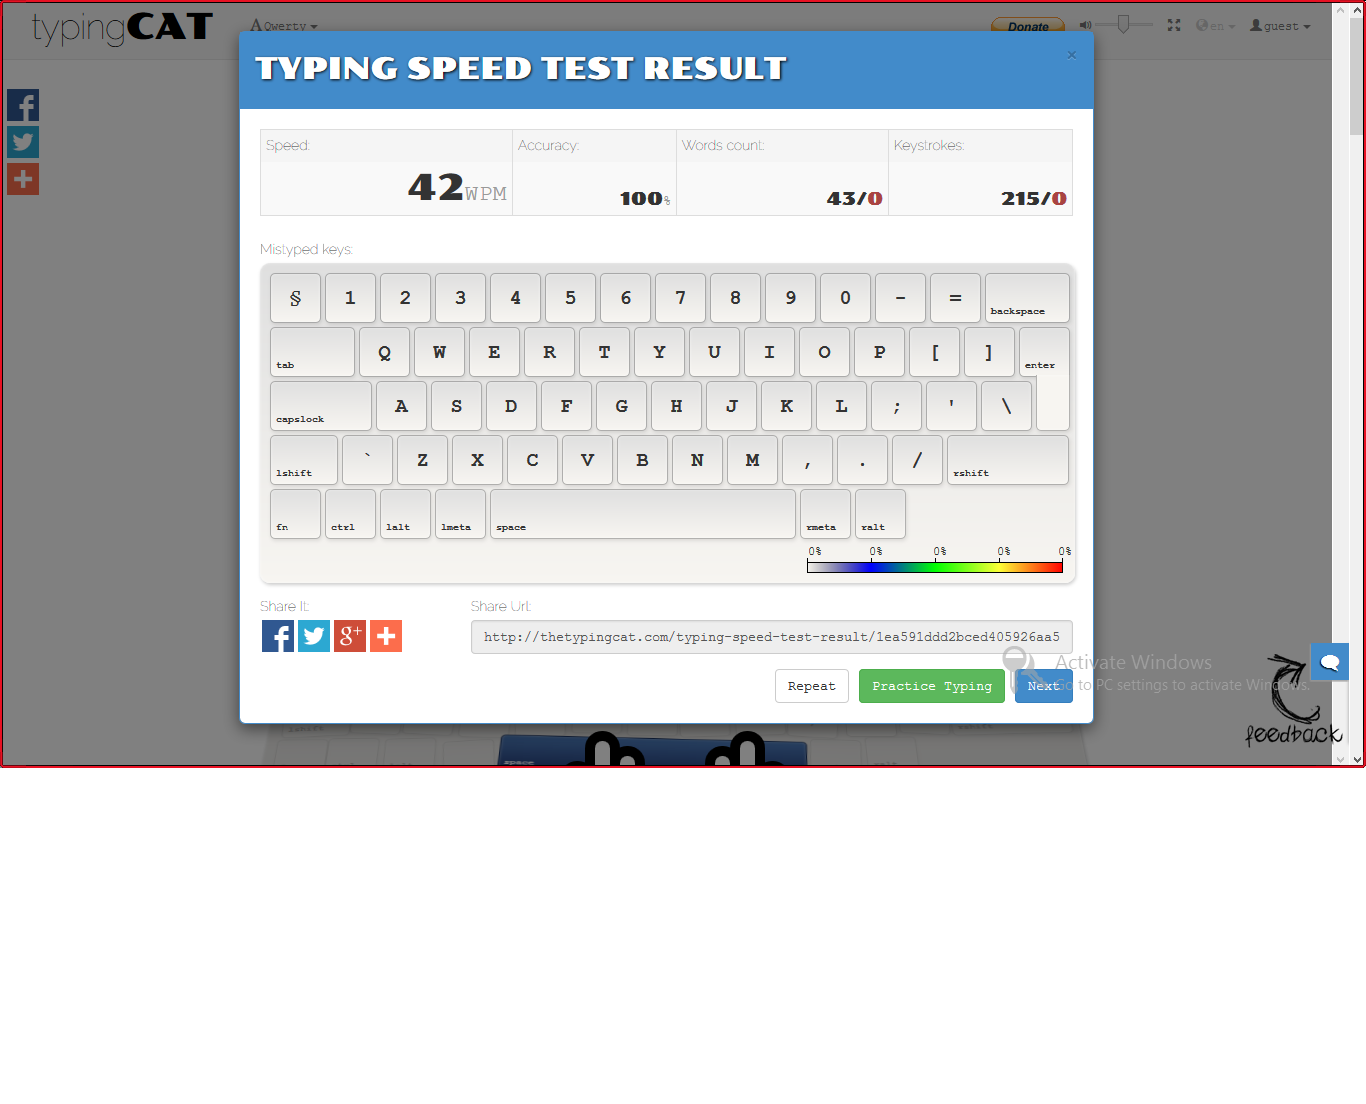 typingCAT
A Qwerty
Donate
en
guest
TYPING SPEED TEST RESULT
×
Speed: Accuracy: Words count: Keystrokes:
42WPM 100% 43/0 215/0
Mistyped keys:
§ 1 2 3 4 5 6 7 8 9 0 - = backspace
tab Q W E R T Y U I O P [ ] enter
capslock A S D F G H J K L ; ' \
lshift ` Z X C V B N M , . / rshift
fn ctrl lalt lmeta space rmeta ralt
0% 0% 0% 0% 0%
Share It: Share Url:
http://thetypingcat.com/typing-speed-test-result/1ea591ddd2bced405926aa5
Activate Windows
Go to PC settings to activate Windows.
Repeat Practice Typing Next
feedback
lshift rshift
space